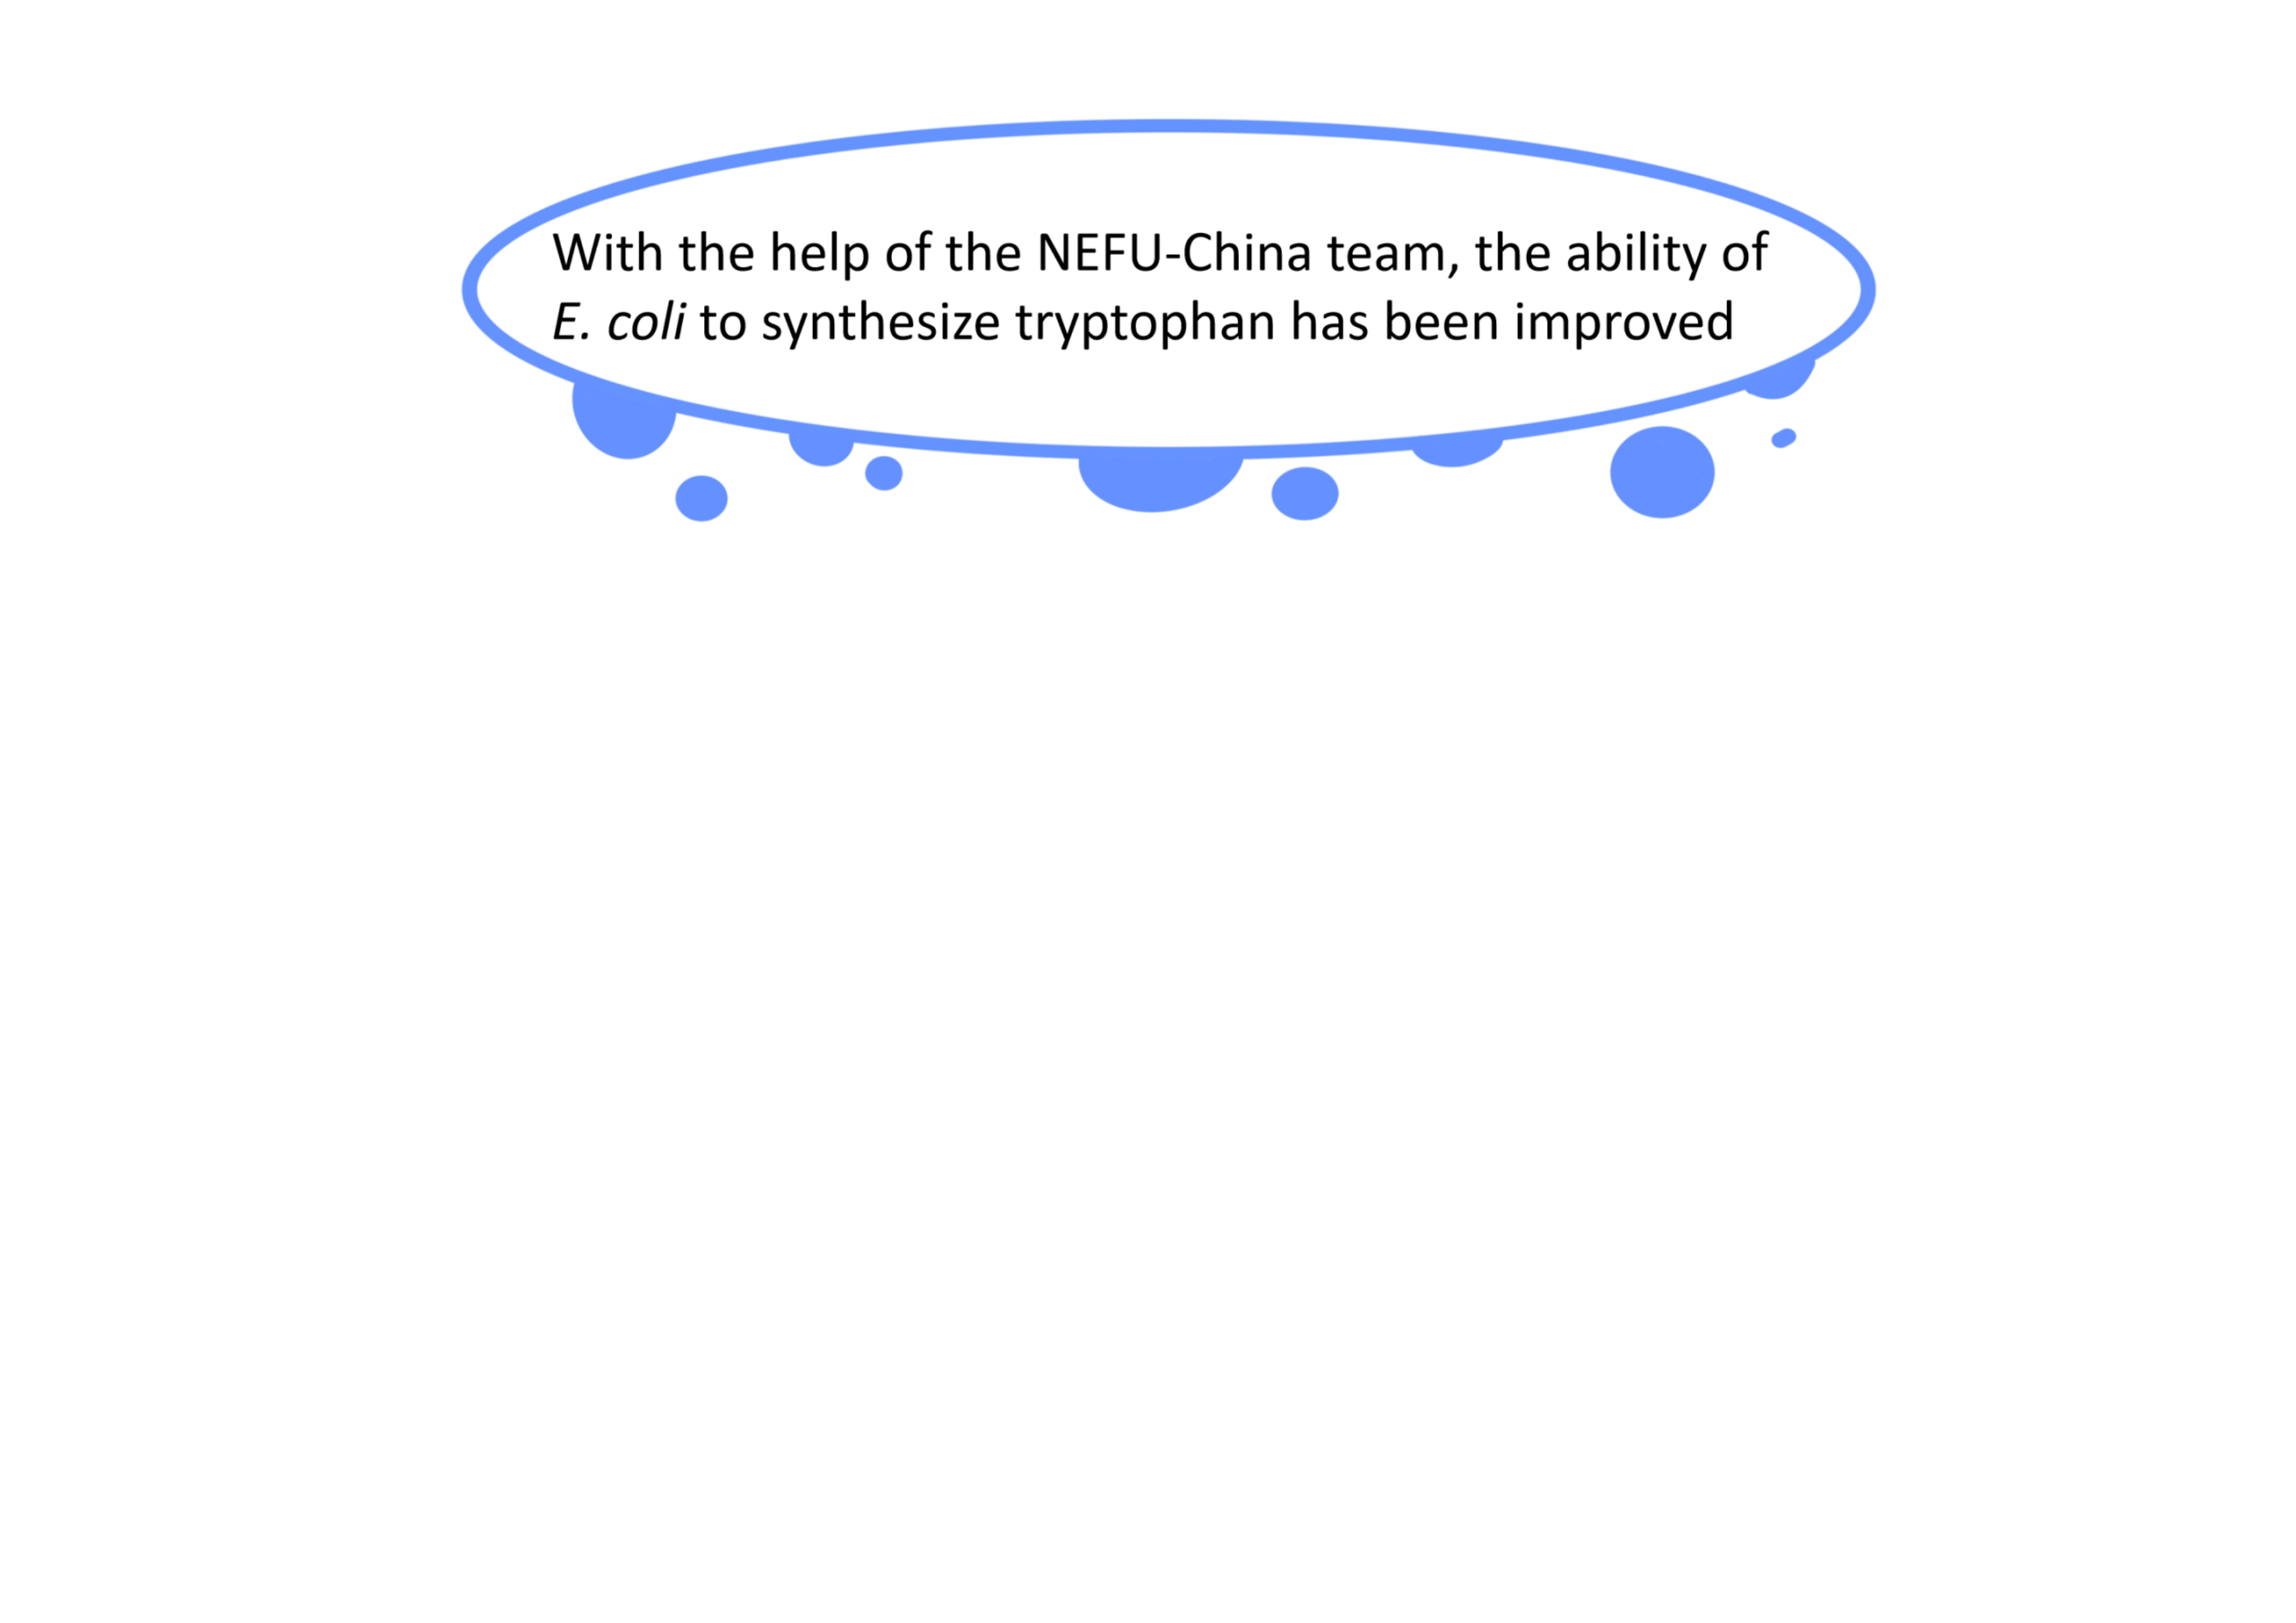 With the help of the NEFU-China team, the ability of
E. coli to synthesize tryptophan has been improved